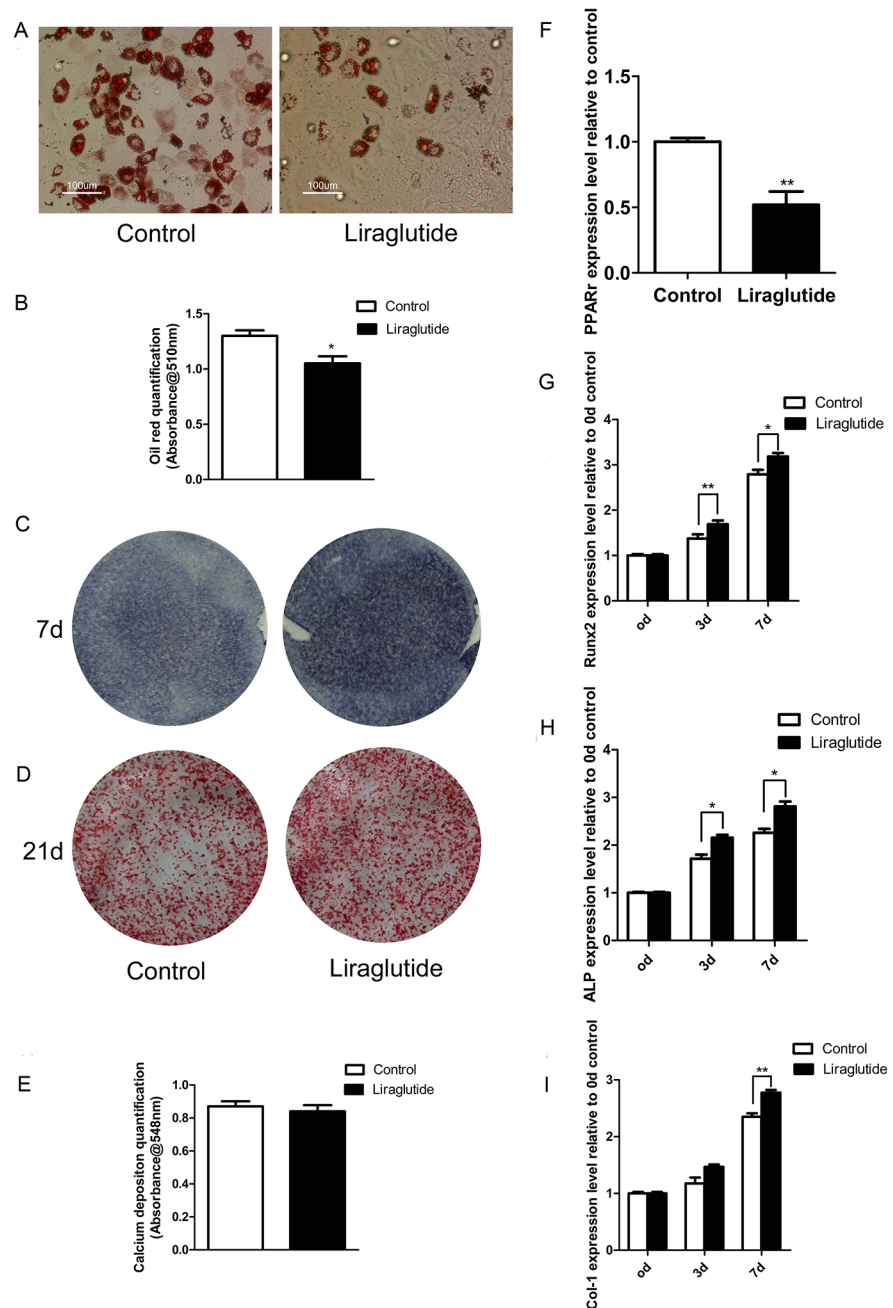 A
100um
100um
Control
Liraglutide
B
Control
Liraglutide
Oil red quantification
(Absorbance@510nm)
1.5
1.0
0.5
0.0
*
C
7d
D
21d
Control
Liraglutide
E
Control
Liraglutide
Calcium depositon quantification
(Absorbance@548nm)
1.0
0.8
0.6
0.4
0.2
0.0
F
PPARr expression level relative to control
1.5
1.0
0.5
0.0
**
Control
Liraglutide
G
Control
Liraglutide
Runx2 expression level relative to 0d control
4
3
2
1
0
**
*
od
3d
7d
H
Control
Liraglutide
ALP expression level relative to 0d control
4
3
2
1
0
*
*
od
3d
7d
I
Control
Liraglutide
Col-1 expression level relative to 0d control
3
2
1
0
**
od
3d
7d